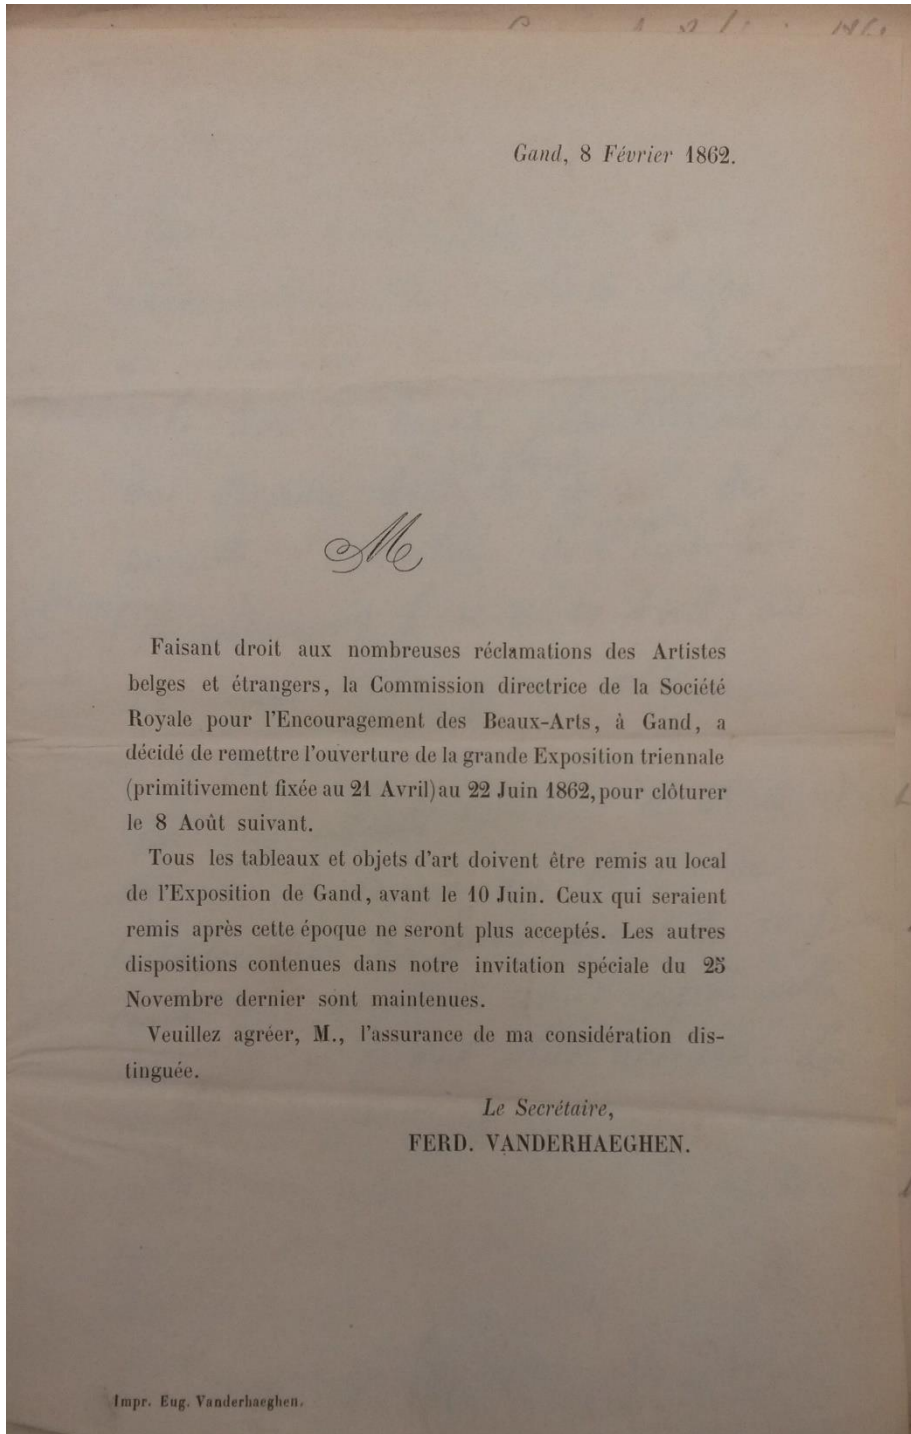 Gand, 8 Février 1862.
M
Faisant droit aux nombreuses réclamations des Artistes
belges et étrangers, la Commission directrice de la Société
Royale pour l'Encouragement des Beaux-Arts, à Gand, a
décidé de remettre l'ouverture de la grande Exposition triennale
(primitivement fixée au 21 Avril) au 22 Juin 1862, pour clôturer
le 8 Août suivant.
Tous les tableaux et objets d'art doivent être remis au local
de l'Exposition de Gand, avant le 10 Juin. Ceux qui seraient
remis après cette époque ne seront plus acceptés. Les autres
dispositions contenues dans notre invitation spéciale du 25
Novembre dernier sont maintenues.
Veuillez agréer, M., l'assurance de ma considération dis-
tinguée.
Le Secrétaire,
FERD. VANDERHAEGHEN.
Impr. Eug. Vanderhaeghen.